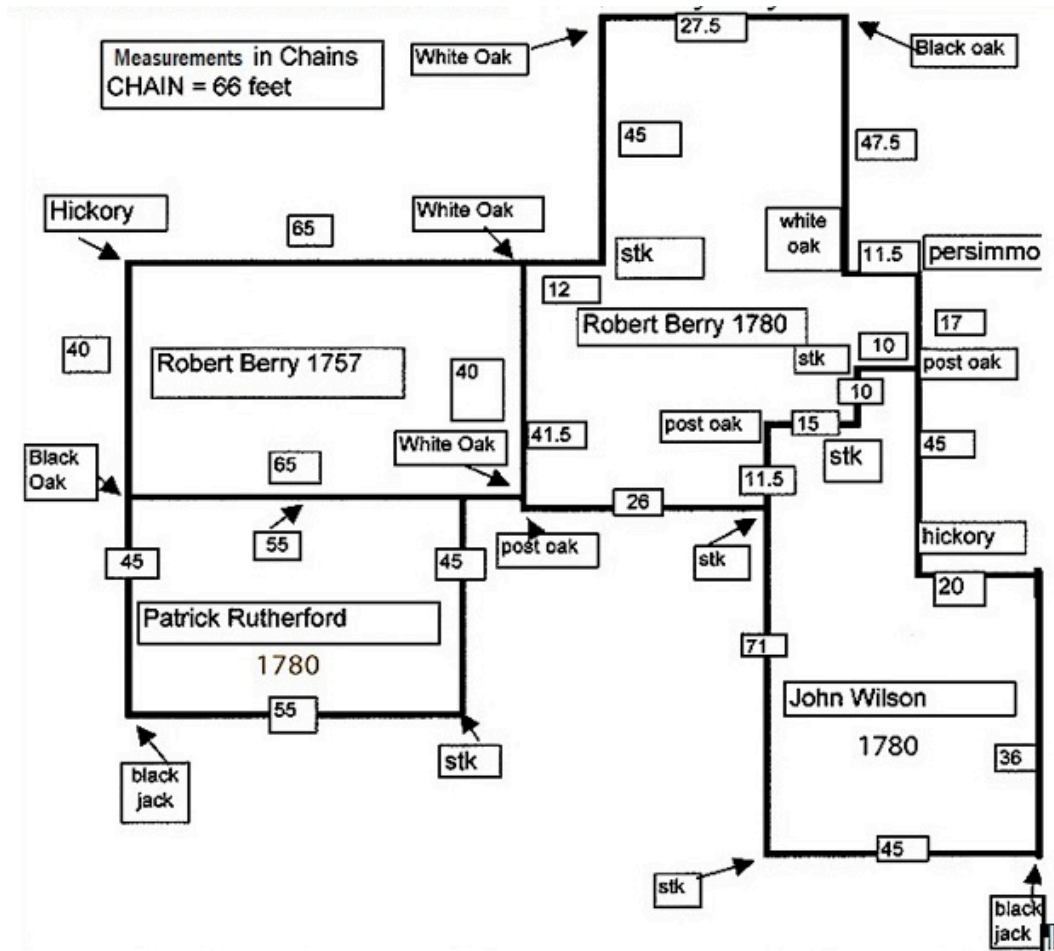 27.5
White Oak
Black oak
Measurements in Chains
CHAIN = 66 feet
45
47.5
Hickory
65
White Oak
white
oak
stk
11.5
persimmo
12
Robert Berry 1780
17
40
Robert Berry 1757
40
stk
10
post oak
10
post oak
15
White Oak
41.5
45
Black
Oak
65
stk
11.5
26
55
post oak
stk
hickory
45
45
20
Patrick Rutherford
1780
71
John Wilson
1780
55
36
stk
black
jack
45
stk
black
jack